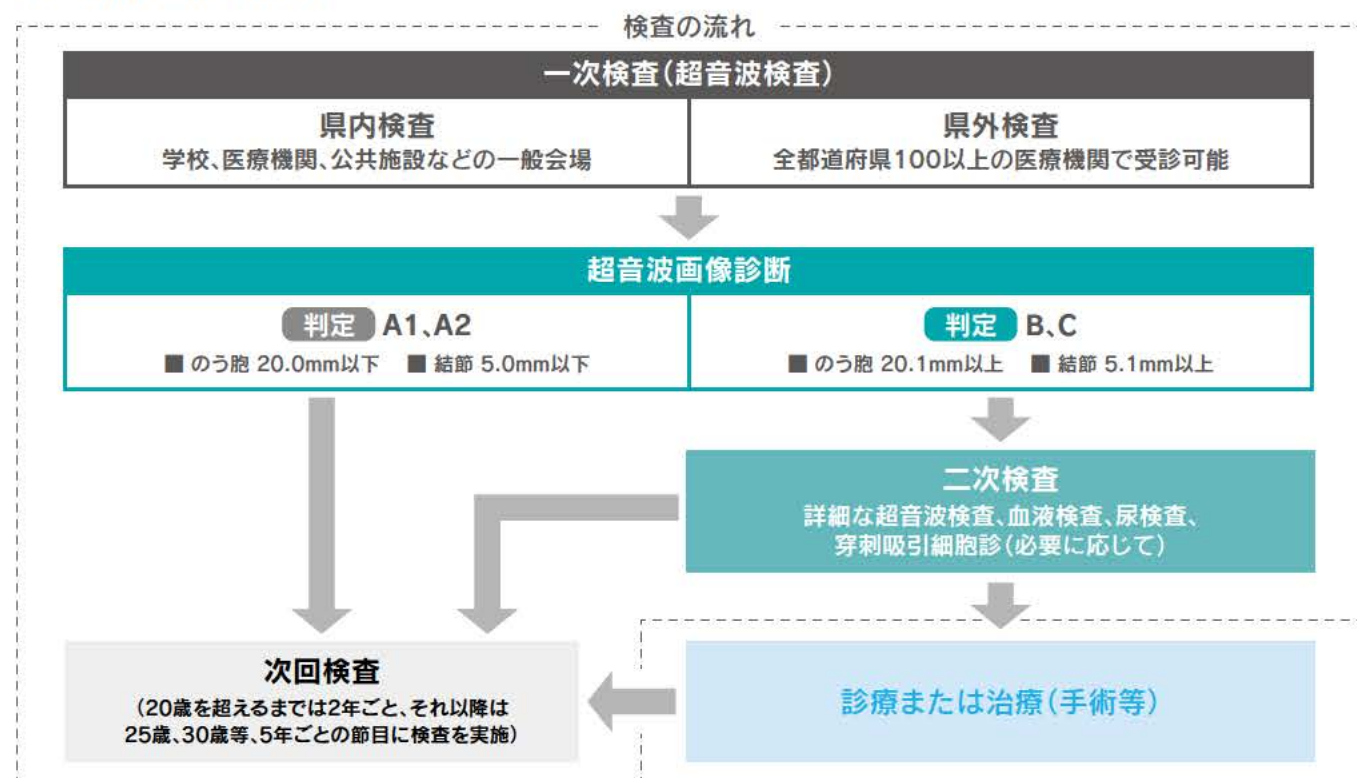 検査の流れ
一次検査（超音波検査）
県内検査
学校、医療機関、公共施設などの一般会場
県外検査
全都道府県100以上の医療機関で受診可能
超音波画像診断
判定 A1、A2
■ のう胞 20.0mm以下 ■ 結節 5.0mm以下
判定 B、C
■ のう胞 20.1mm以上 ■ 結節 5.1mm以上
二次検査
詳細な超音波検査、血液検査、尿検査、
穿刺吸引細胞診（必要に応じて）
次回検査
（20歳を超えるまでは2年ごと、それ以降は
25歳、30歳等、5年ごとの節目に検査を実施）
診療または治療（手術等）